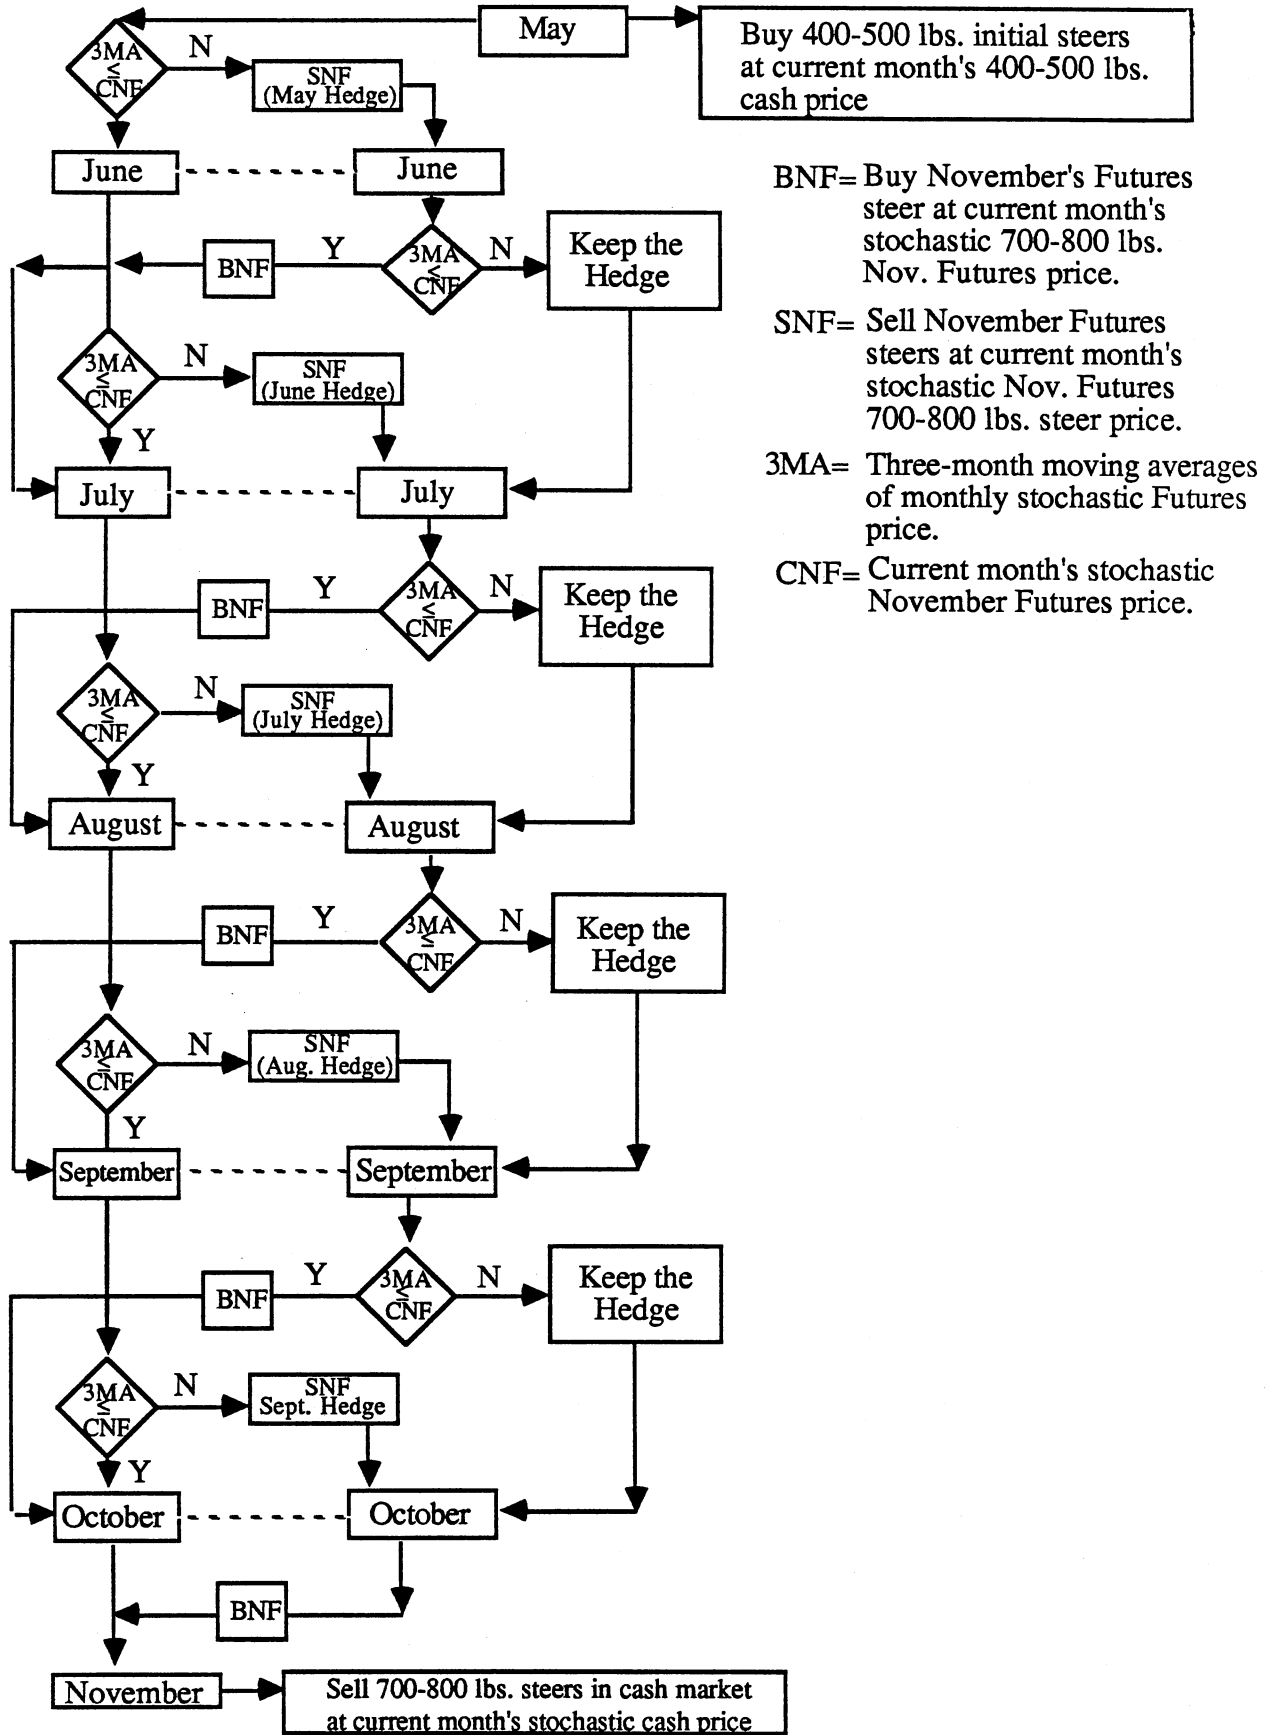 May
Buy 400-500 lbs. initial steers
at current month's 400-500 lbs.
cash price
3MA
≤
CNF
N
SNF
(May Hedge)
June
June
BNF= Buy November's Futures
steer at current month's
stochastic 700-800 lbs.
Nov. Futures price.
SNF= Sell November Futures
steers at current month's
stochastic Nov. Futures
700-800 lbs. steer price.
3MA= Three-month moving averages
of monthly stochastic Futures
price.
CNF= Current month's stochastic
November Futures price.
BNF
Y
3MA
≤
CNF
N
Keep the
Hedge
3MA
≤
CNF
N
SNF
(June Hedge)
Y
July
July
BNF
Y
3MA
≤
CNF
N
Keep the
Hedge
3MA
≤
CNF
N
SNF
(July Hedge)
Y
August
August
BNF
Y
3MA
≤
CNF
N
Keep the
Hedge
3MA
≤
CNF
N
SNF
(Aug. Hedge)
Y
September
September
BNF
Y
3MA
≤
CNF
N
Keep the
Hedge
3MA
≤
CNF
N
SNF
Sept. Hedge
Y
October
October
BNF
November
Sell 700-800 lbs. steers in cash market
at current month's stochastic cash price